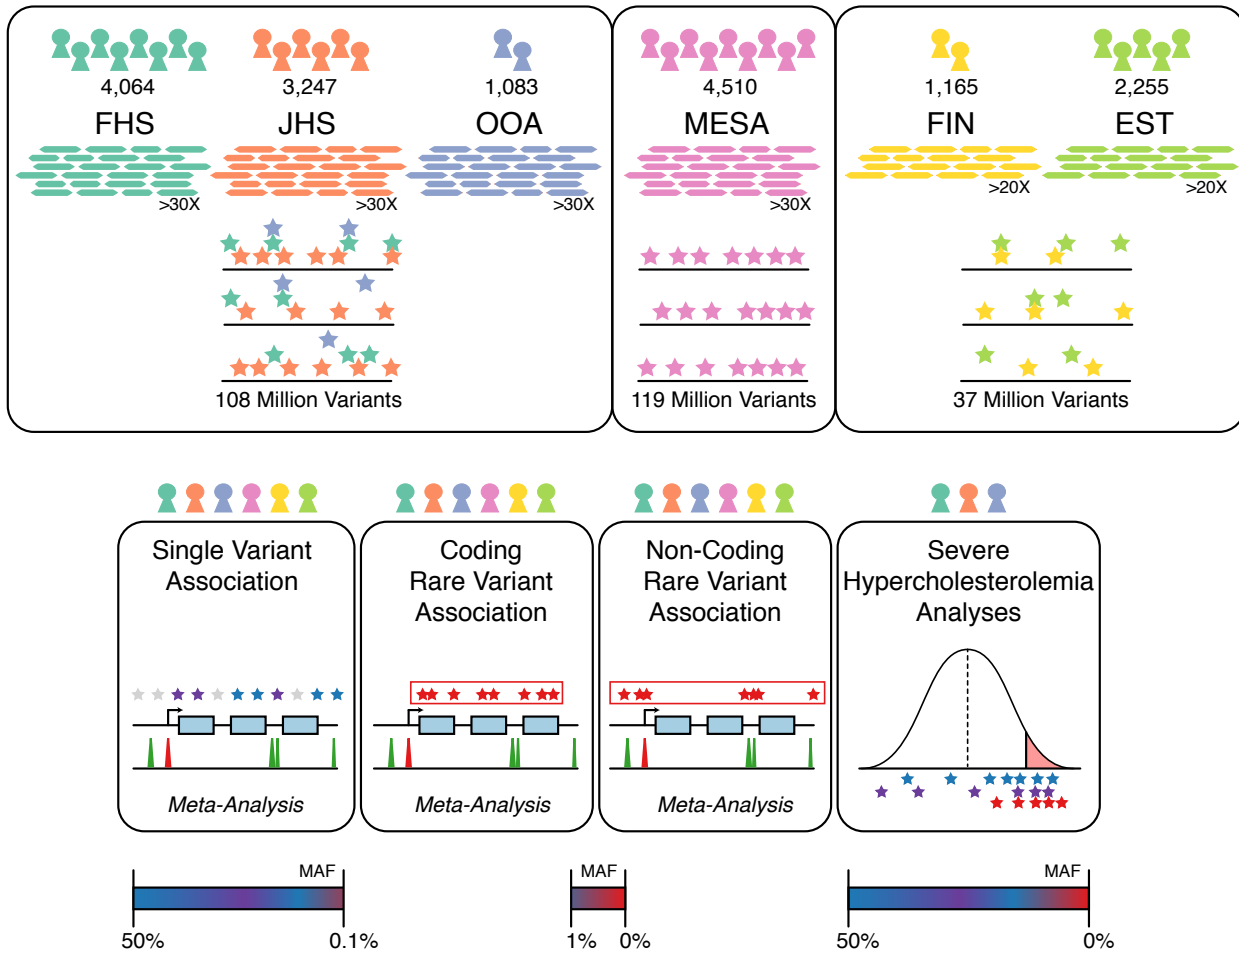 4,064
3,247
1,083
4,510
1,165
2,255
FHS
JHS
OOA
MESA
FIN
EST
>30X
>30X
>30X
>30X
>20X
>20X
108 Million Variants
119 Million Variants
37 Million Variants
Single Variant
Association
Meta-Analysis
Coding
Rare Variant
Association
Meta-Analysis
Non-Coding
Rare Variant
Association
Meta-Analysis
Severe
Hypercholesterolemia
Analyses
MAF
50%
0.1%
MAF
1%
0%
MAF
50%
0%